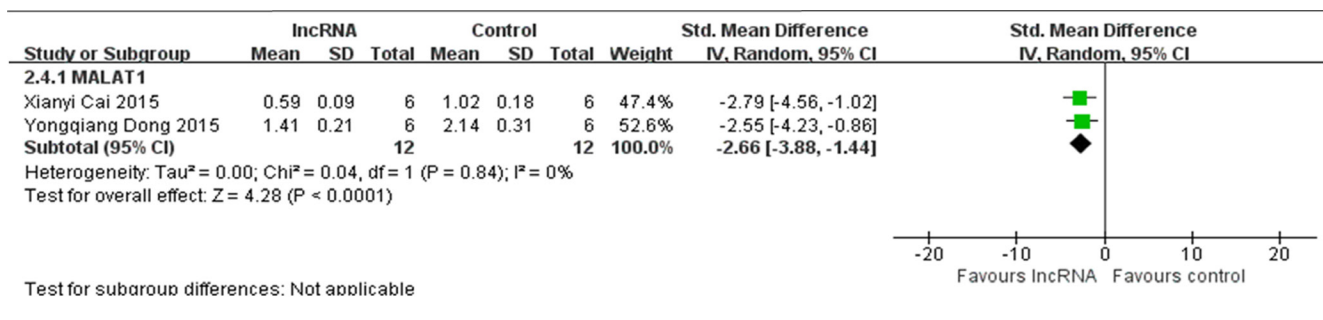 lncRNA Control Std. Mean Difference Std. Mean Difference
Study or Subgroup Mean SD Total Mean SD Total Weight IV, Random, 95% CI IV, Random, 95% CI
2.4.1 MALAT1
Xianyi Cai 2015 0.59 0.09 6 1.02 0.18 6 47.4% -2.79 [-4.56, -1.02]
Yongqiang Dong 2015 1.41 0.21 6 2.14 0.31 6 52.6% -2.55 [-4.23, -0.86]
Subtotal (95% CI) 12 12 100.0% -2.66 [-3.88, -1.44]
Heterogeneity: Tau² = 0.00; Chi² = 0.04, df = 1 (P = 0.84); I² = 0%
Test for overall effect: Z = 4.28 (P < 0.0001)
-20 -10 0 10 20
Favours lncRNA Favours control
Test for subgroup differences: Not applicable